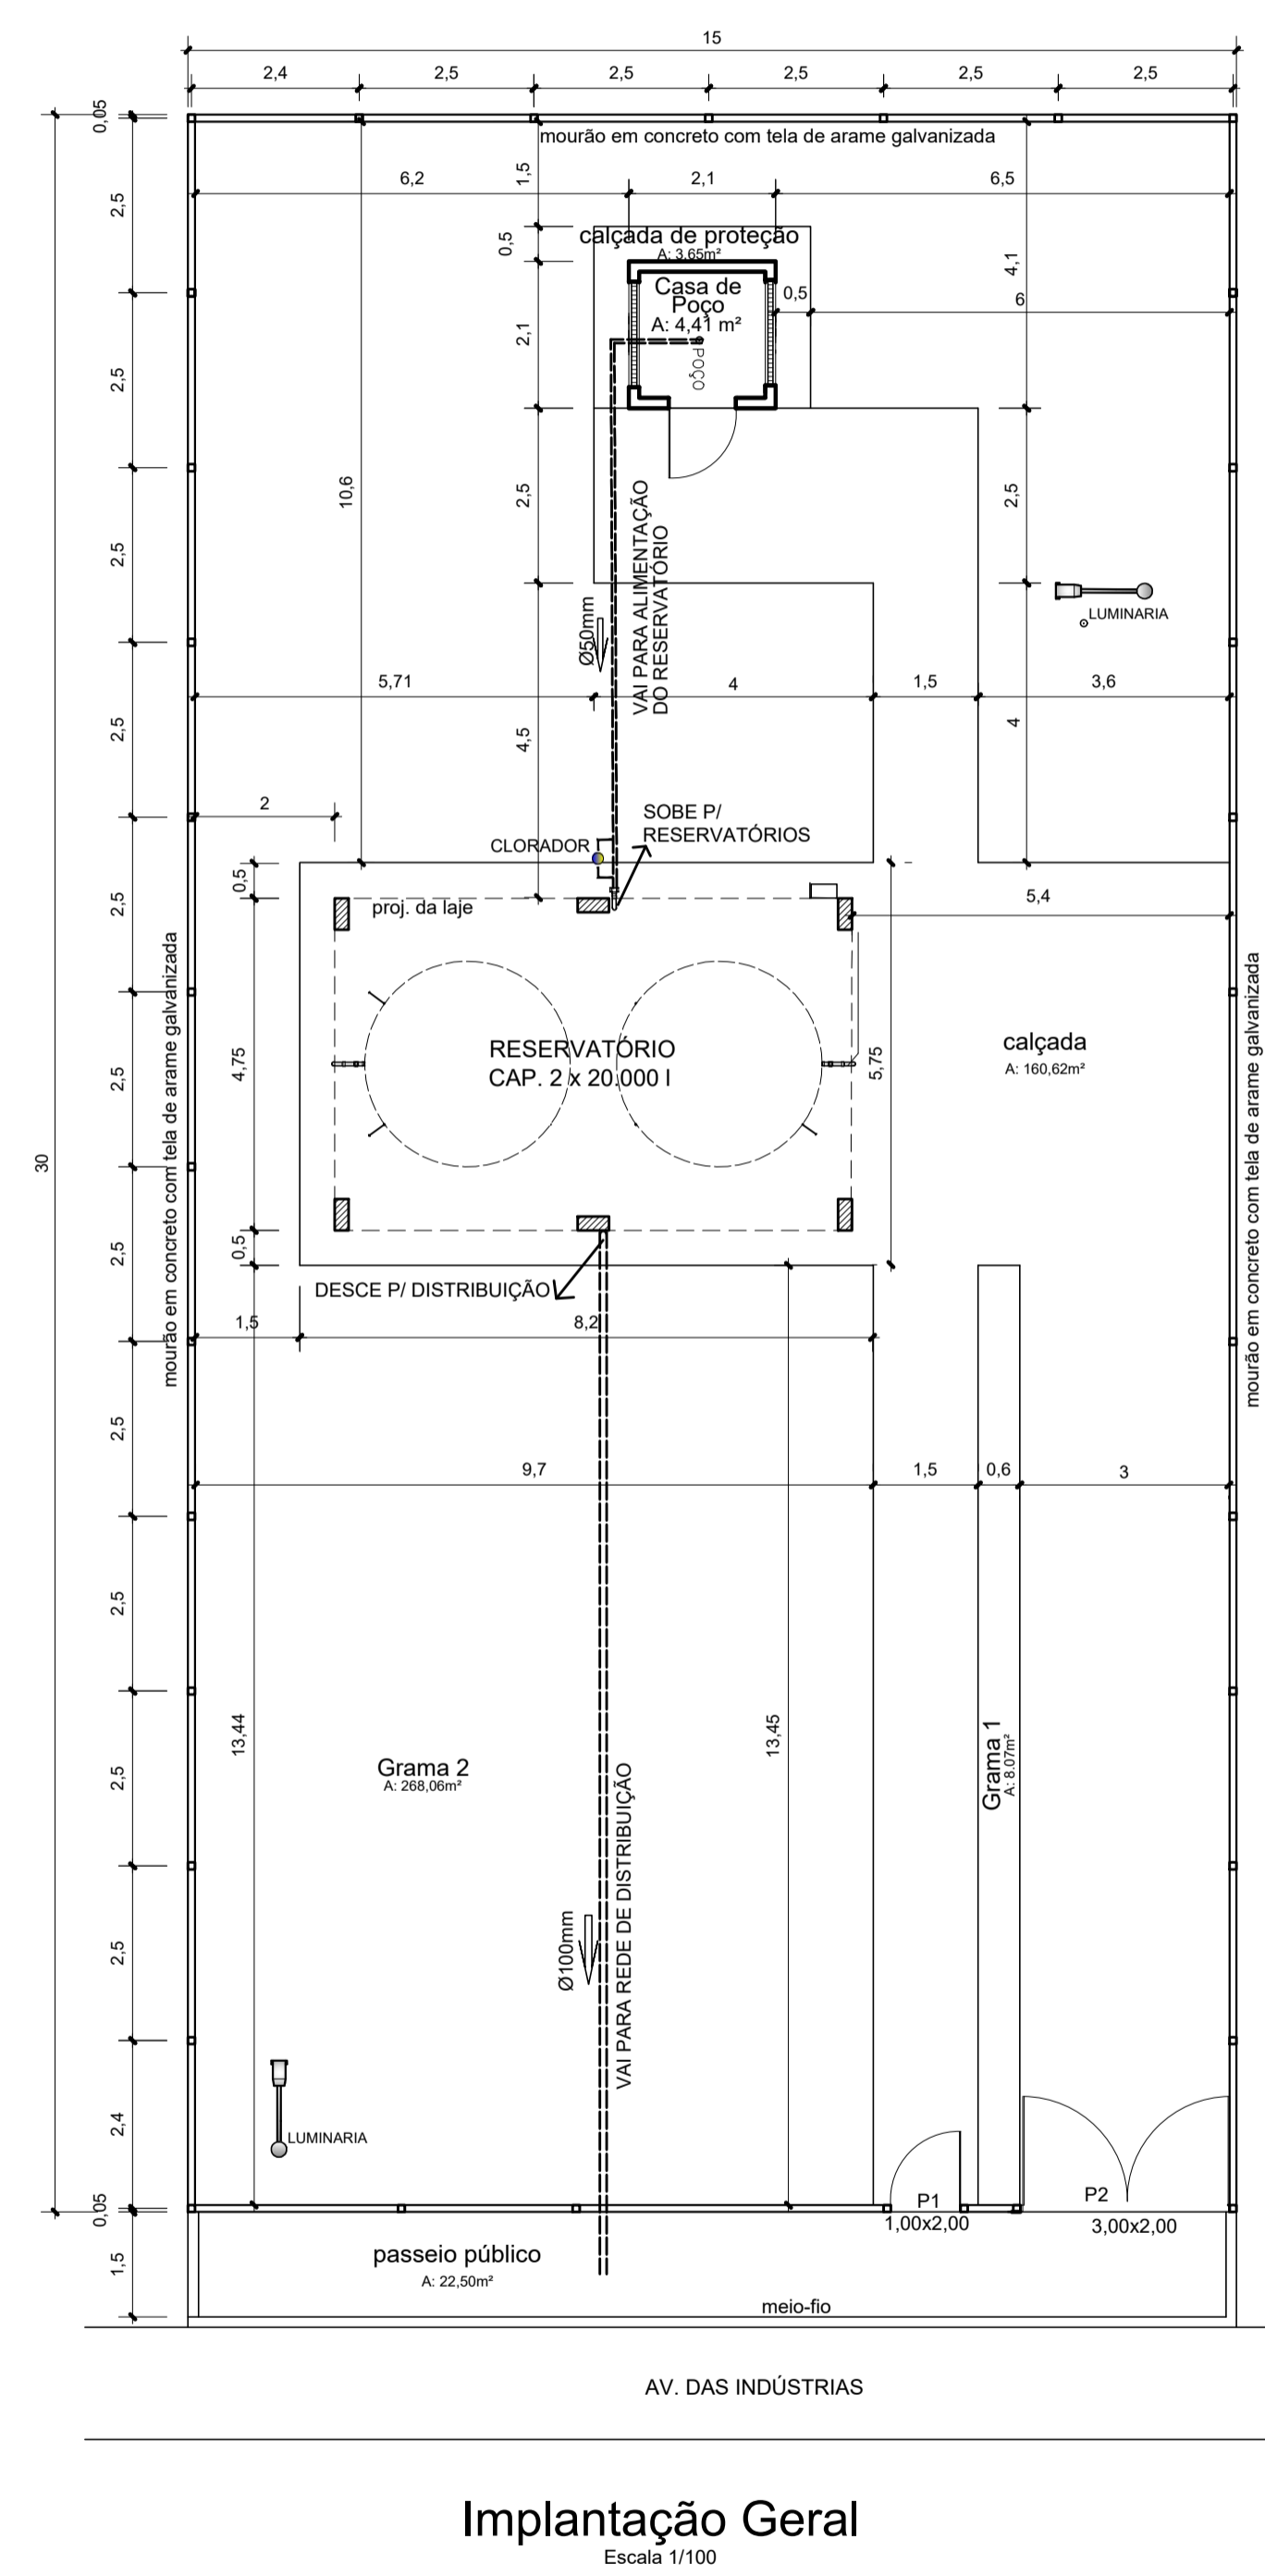 15
2,4
2,5
2,5
2,5
2,5
2,5
0,05
mourão em concreto com tela de arame galvanizada
6,2
1,5
2,1
6,5
2,5
0,5
calçada de proteção
A: 3,65m²
4,1
Casa de
Poço
A: 4,41 m²
0,5
6
2,1
POÇO
2,5
10,6
2,5
2,5
VAI PARA ALIMENTAÇÃO
DO RESERVATÓRIO
2,5
Ø50mm
LUMINARIA
5,71
4
1,5
3,6
2,5
4,5
4
2
SOBE P/
RESERVATÓRIOS
CLORADOR
0,5
2,5
proj. da laje
5,4
mourão em concreto com tela de arame galvanizada
mourão em concreto com tela de arame galvanizada
RESERVATÓRIO
CAP. 2 x 20.000 l
4,75
5,75
calçada
A: 160,62m²
2,5
30
0,5
2,5
DESCE P/ DISTRIBUIÇÃO
1,5
8,2
2,5
9,7
1,5
0,6
3
2,5
13,44
13,45
Grama 1
A: 8.07m²
Grama 2
A: 268,06m²
2,5
VAI PARA REDE DE DISTRIBUIÇÃO
Ø100mm
2,5
2,4
LUMINARIA
0,05
P1
1,00x2,00
P2
3,00x2,00
1,5
passeio público
A: 22,50m²
meio-fio
AV. DAS INDÚSTRIAS
Implantação Geral
Escala 1/100